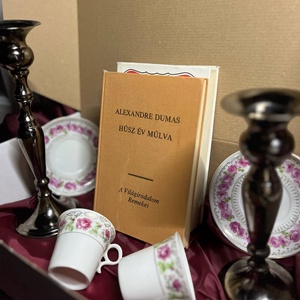 ALEXANDRE DUMAS
HÚSZ ÉV MÚLVA
A Világirodalom
Remekei